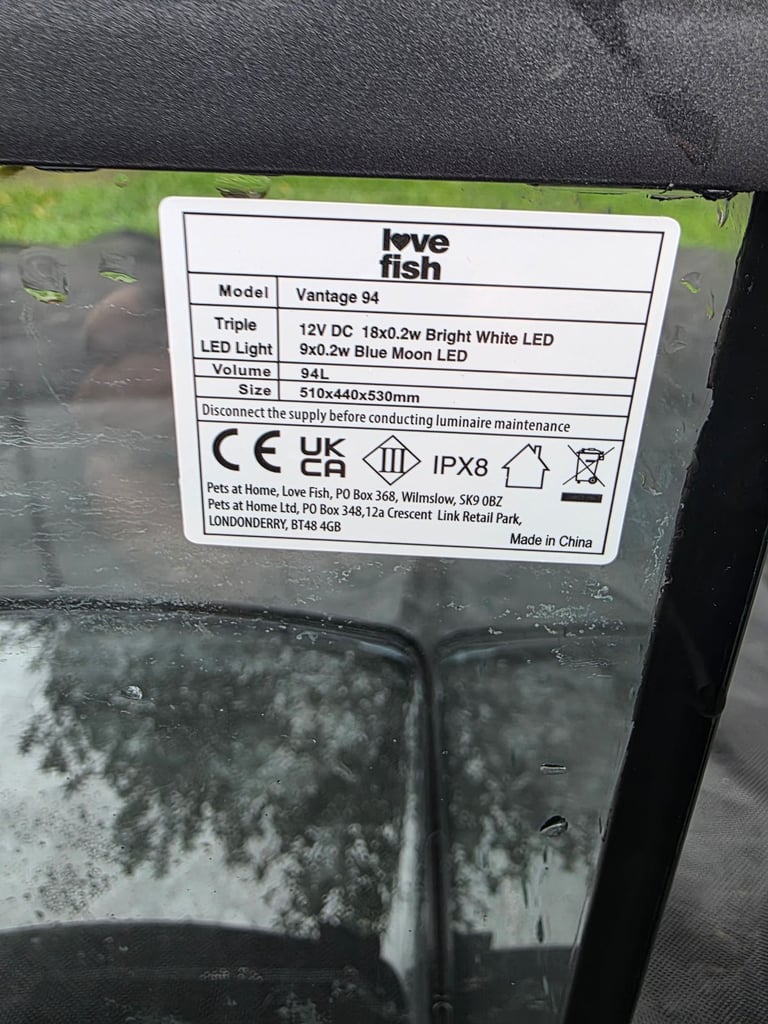 love
fish
Model Vantage 94
Triple LED Light 12V DC 18x0.2w Bright White LED
9x0.2w Blue Moon LED
Volume 94L
Size 510x440x530mm
Disconnect the supply before conducting luminaire maintenance
CE UK CA III IPX8
Pets at Home, Love Fish, PO Box 368, Wilmslow, SK9 0BZ
Pets at Home Ltd, PO Box 348,12a Crescent Link Retail Park,
LONDONDERRY, BT48 4GB
Made in China